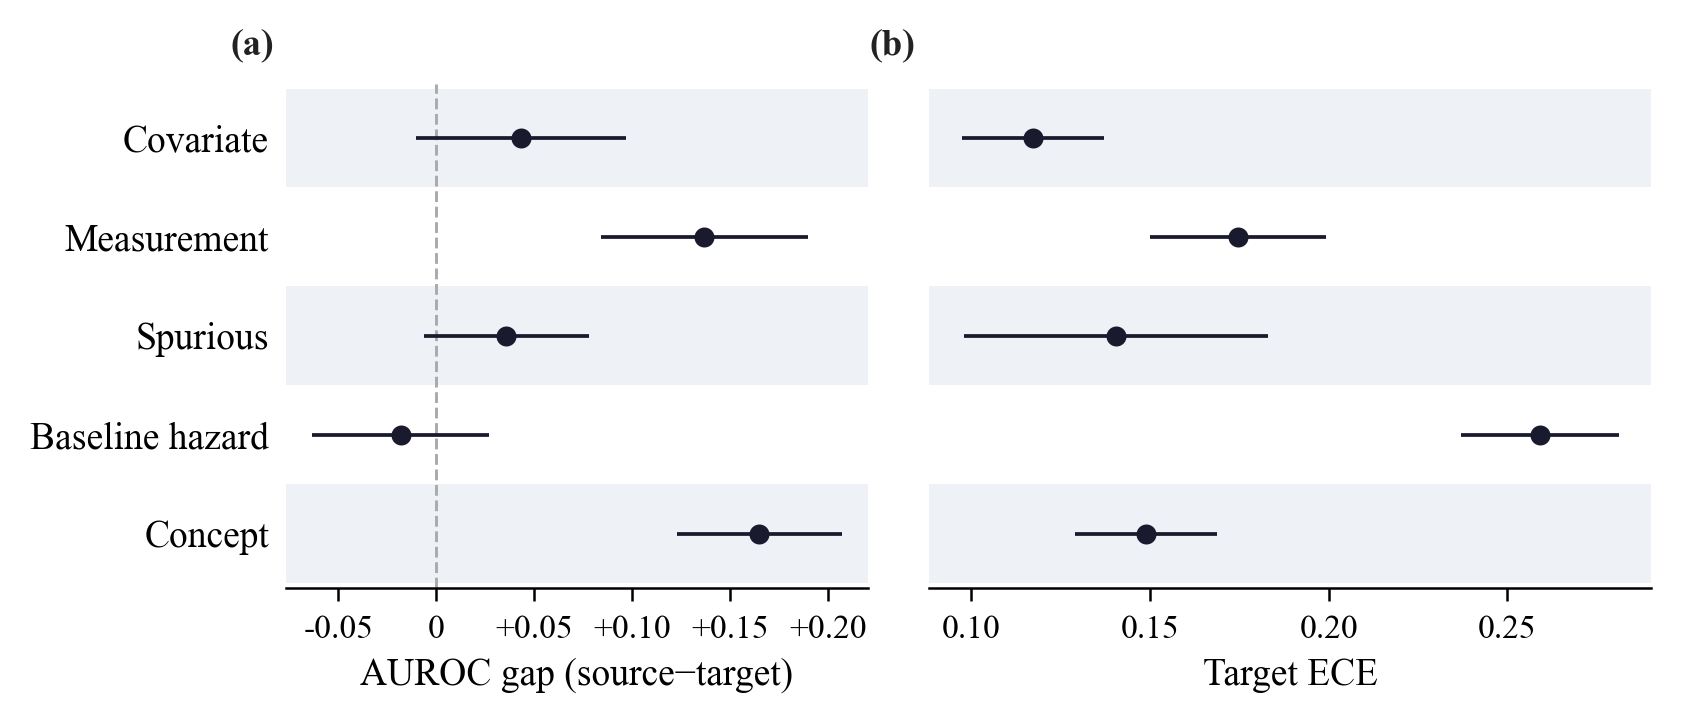 (a) (b)
Covariate
Measurement
Spurious
Baseline hazard
Concept
-0.05 0 +0.05 +0.10 +0.15 +0.20 0.10 0.15 0.20 0.25
AUROC gap (source−target) Target ECE